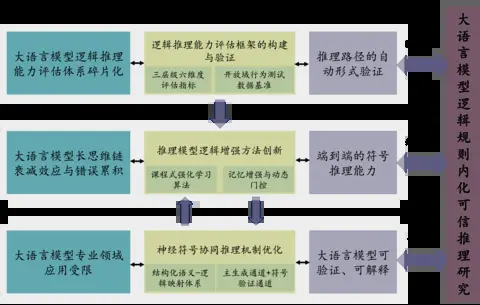 大语言模型逻辑推理
能力评估体系碎片化
逻辑推理能力评估框架的构建
与验证
三层级六维度
评估指标
开放域行为测试
数据基准
推理路径的自
动形式验证
大语言模型长思维链
衰减效应与错误累积
推理模型逻辑增强方法创新
课程式强化学习
算法
记忆增强与动态
门控
端到端的符号
推理能力
大语言模型专业领域
应用受限
神经符号协同推理机制优化
结构化语义-逻
辑映射体系
主生成通道+符号
验证通道
大语言模型可
验证、可解释
大语言模型逻辑规则内化可信推理研究